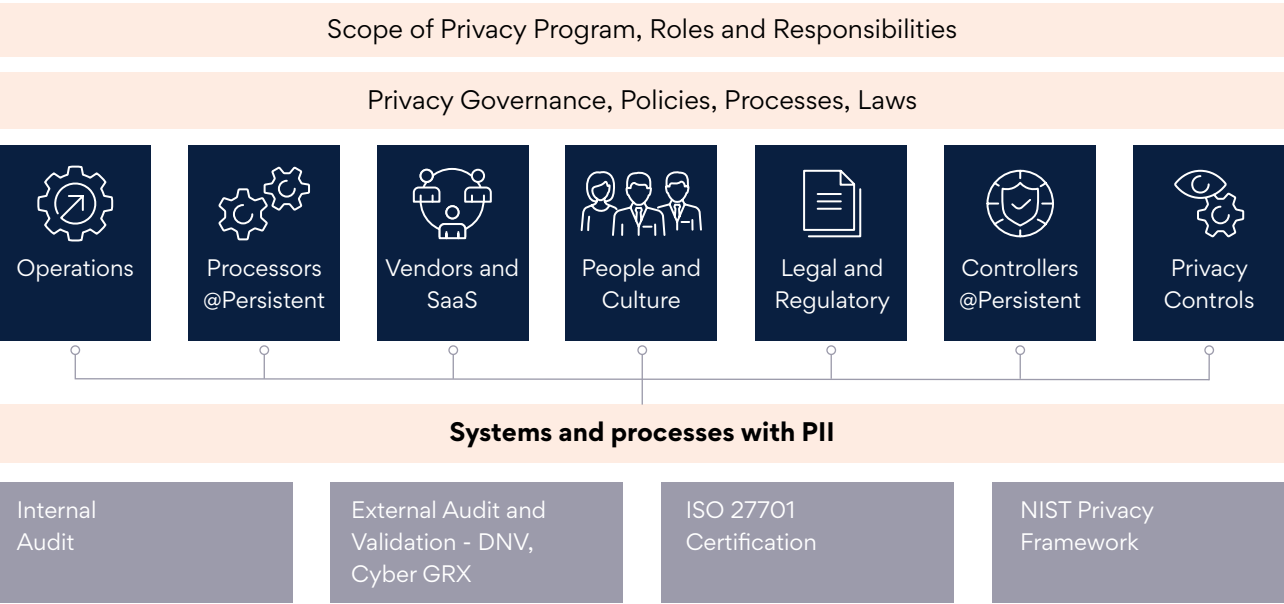 Scope of Privacy Program, Roles and Responsibilities
Privacy Governance, Policies, Processes, Laws
Operations
Processors
@Persistent
Vendors and
SaaS
People and
Culture
Legal and
Regulatory
Controllers
@Persistent
Privacy
Controls
Systems and processes with PII
Internal
Audit
External Audit and
Validation - DNV,
Cyber GRX
ISO 27701
Certification
NIST Privacy
Framework